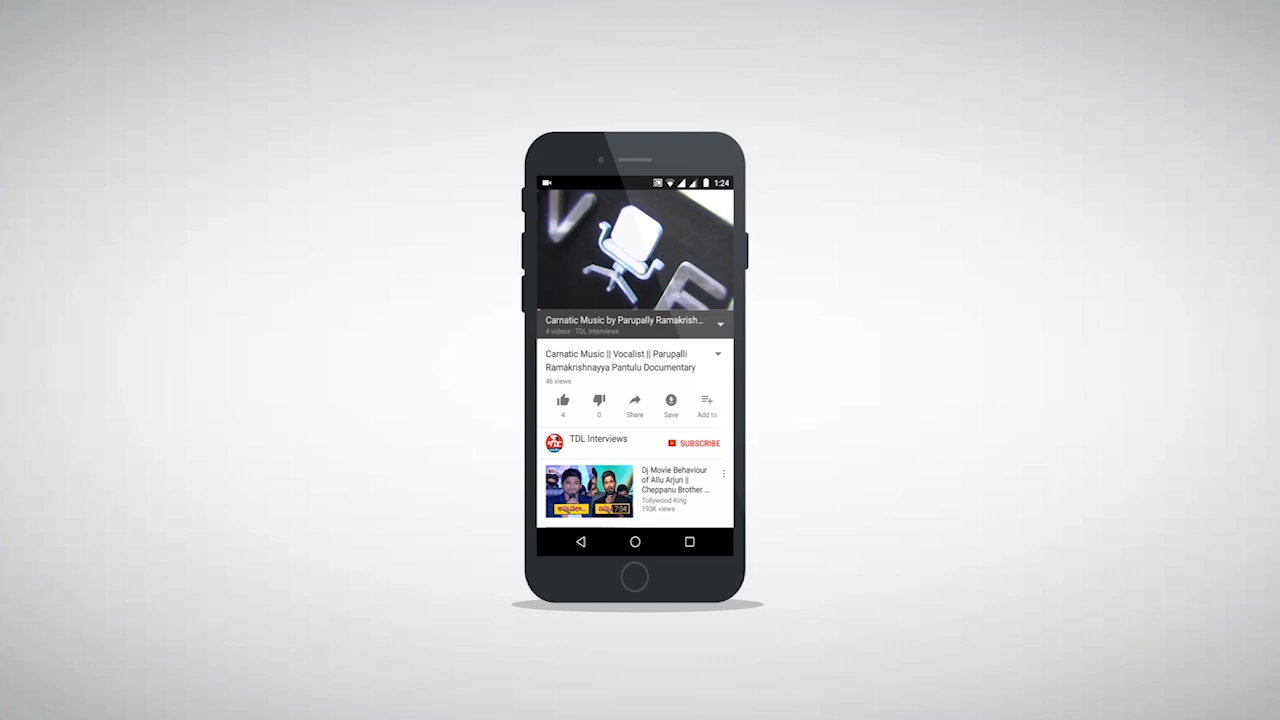 1:24
V
E
Carnatic Music by Parupally Ramakrish...
4 videos · TDL Interviews
Carnatic Music || Vocalist || Parupalli
Ramakrishnayya Pantulu Documentary
46 views
4
0
Share
Save
Add to
TDL Interviews
SUBSCRIBE
Dj Movie Behaviour
of Allu Arjun ||
Cheppanu Brother ...
Tollywood King
193K views
7:04